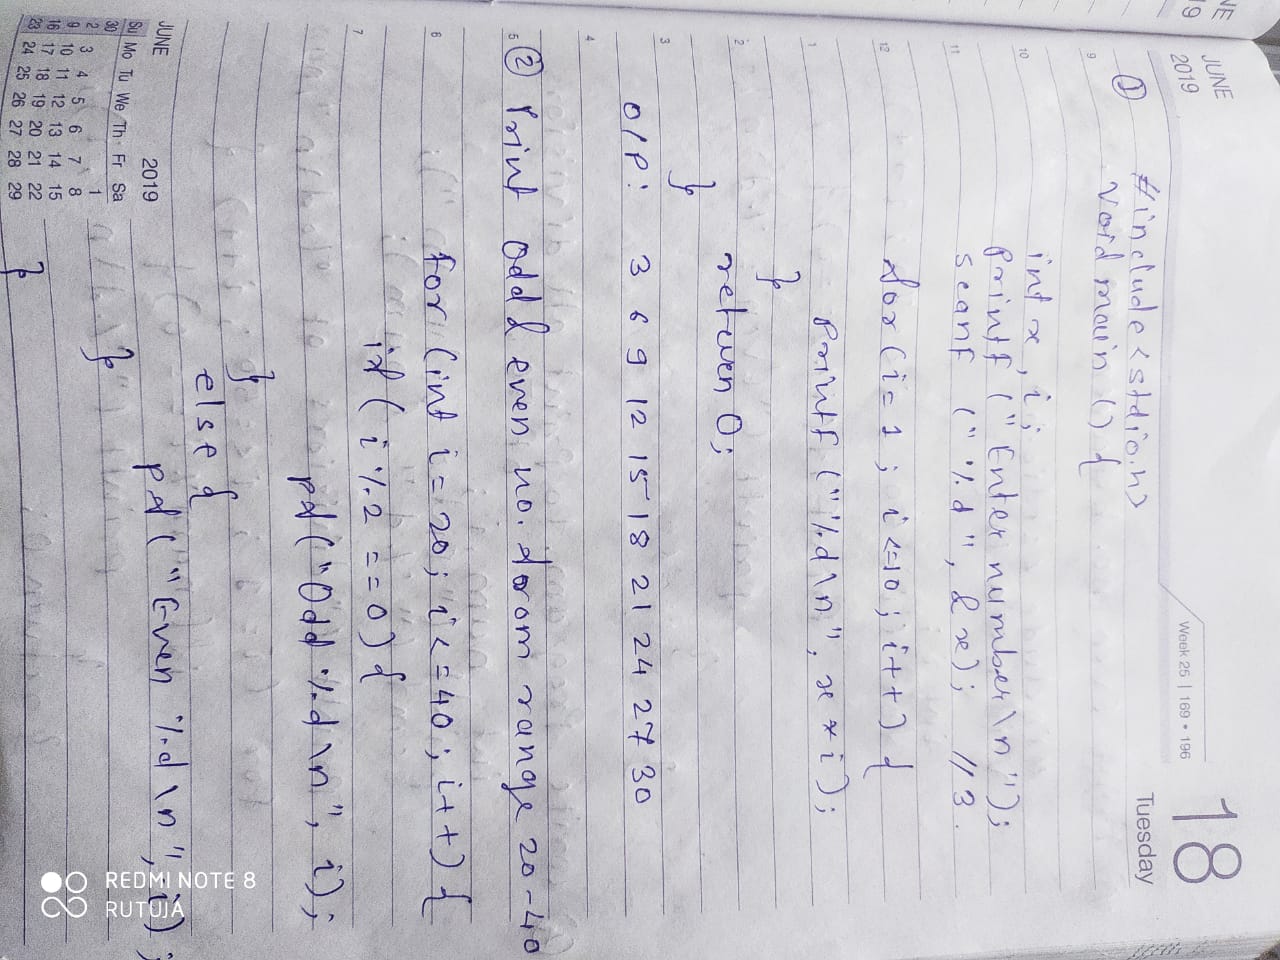 JUNE
19
JUNE
2019
Week 25 | 169 • 196
18
Tuesday
9
① #include <stdio.h>
void main () {
10
int x, i;
printf ("Enter number\n");
11
scanf ("%d", &x); // 3.
12
for (i=1; i<=10; i++) {
1
printf ("%d\n", x*i);
}
2
return 0;
}
3
O/P: 3 6 9 12 15 18 21 24 27 30
4
5
② Print Odd & even no. from range 20-40
6
for (int i=20; i<=40; i++) {
7
if (i%2 ==0) {
pf ("Odd %d\n", i);
}
else {
pf ("Even %d\n", i);
}
}
JUNE 2019
Su Mo Tu We Th Fr Sa
30 1
2 3 4 5 6 7 8
9 10 11 12 13 14 15
16 17 18 19 20 21 22
23 24 25 26 27 28 29
REDMI NOTE 8
RUTUJA